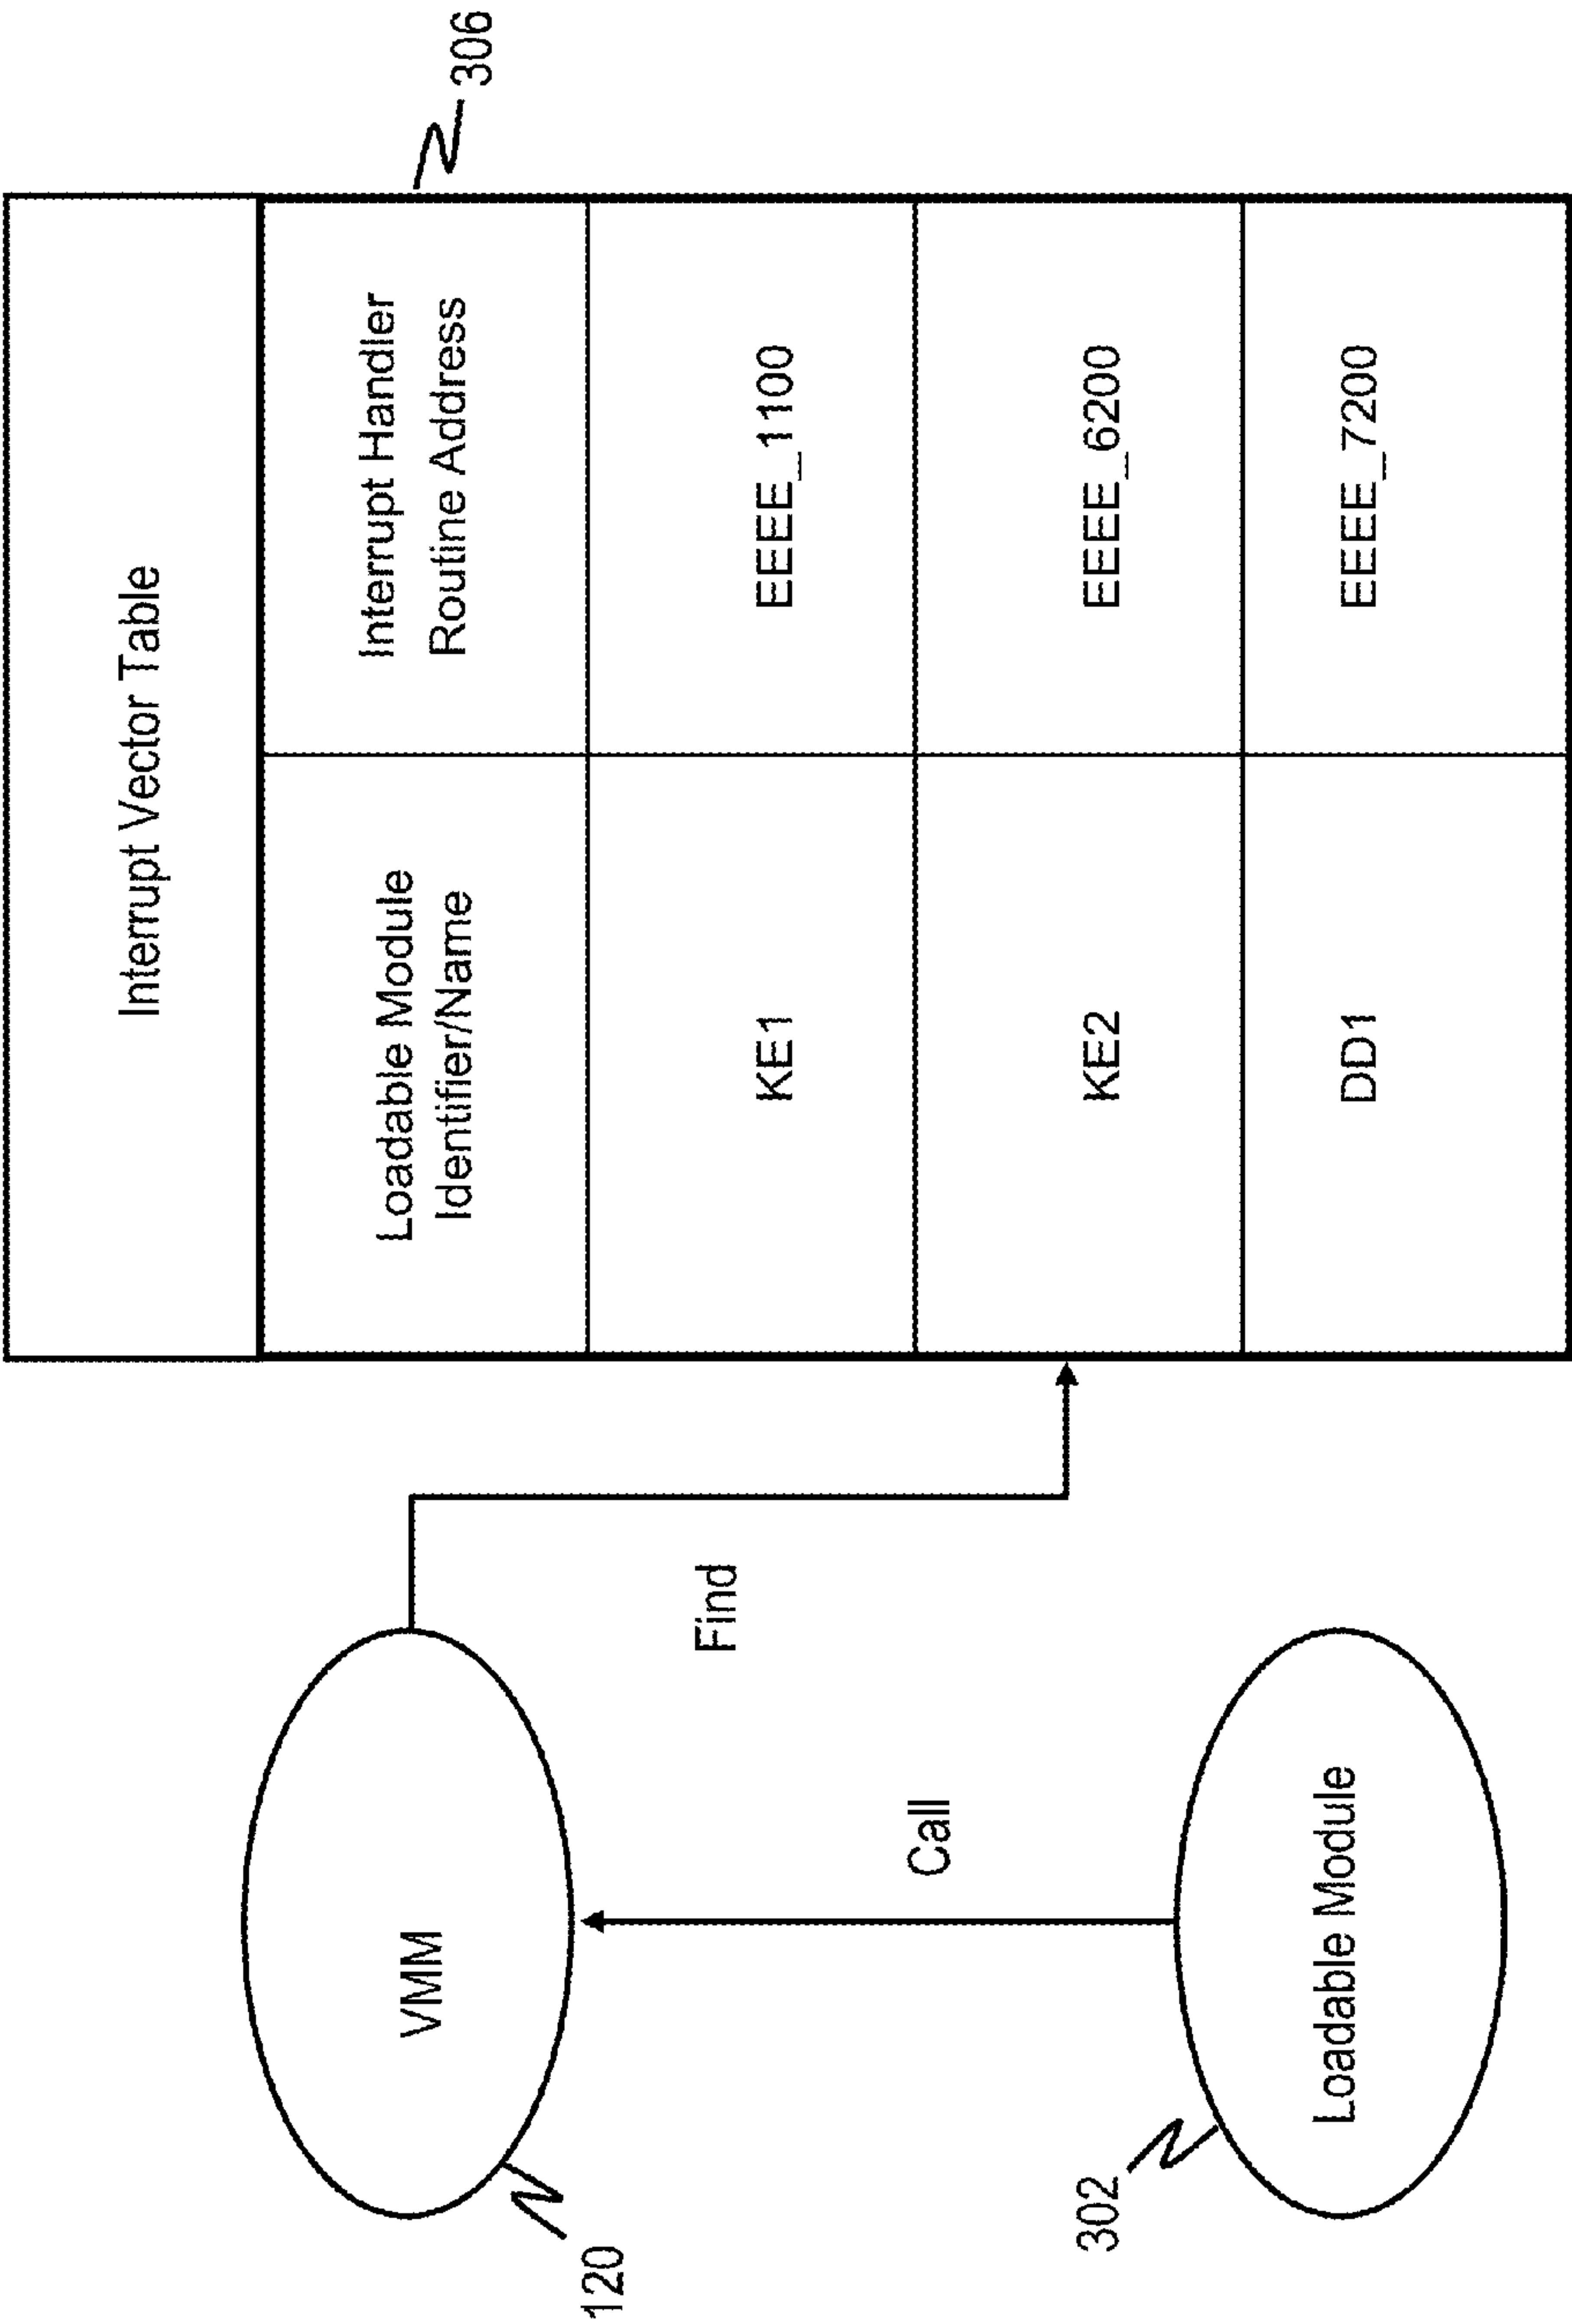 Interrupt Vector Table
Loadable Module
Identifier/Name
Interrupt Handler
Routine Address
306
KE1
EEEE_1100
KE2
EEEE_6200
DD1
EEEE_7200
VMM
120
Find
Call
302
Loadable Module